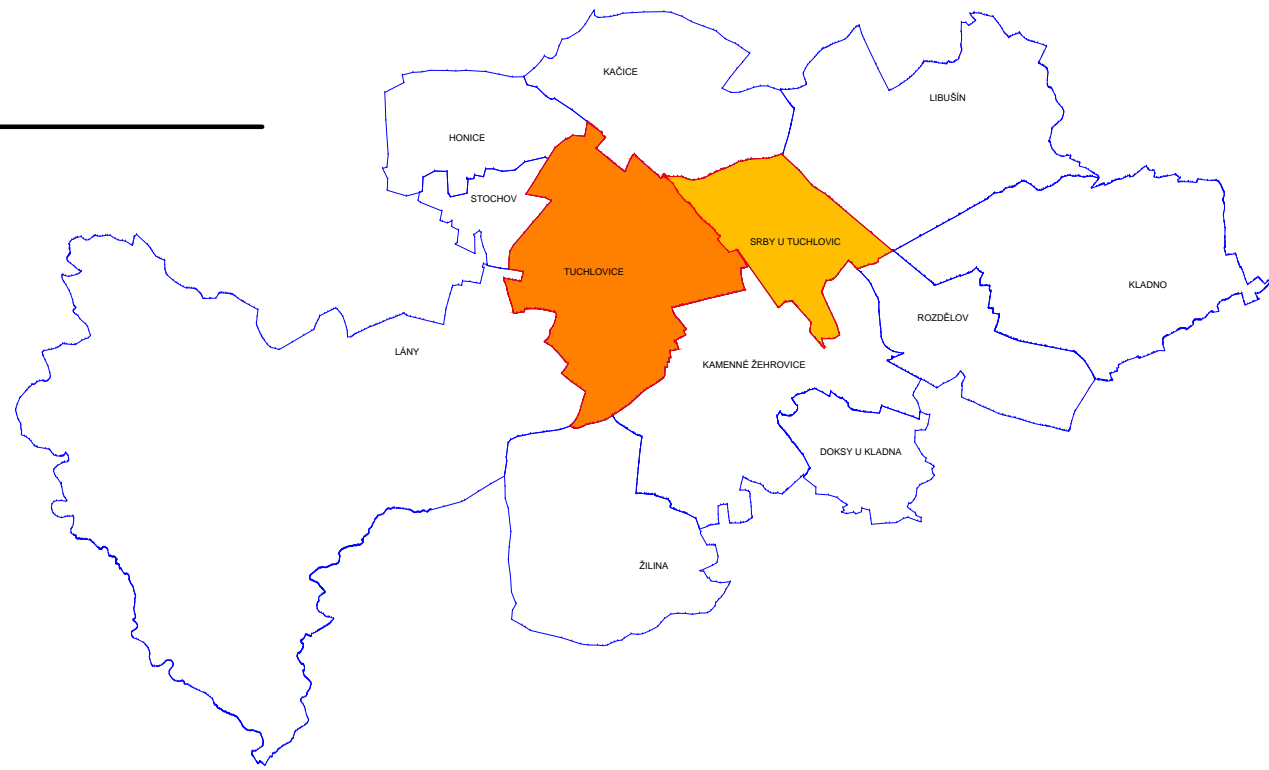 KAČICE
LIBUŠÍN
HONICE
STOCHOV
SRBY U TUCHLOVIC
TUCHLOVICE
KLADNO
ROZDĚLOV
LÁNY
KAMENNÉ ŽEHROVICE
DOKSY U KLADNA
ŽILINA